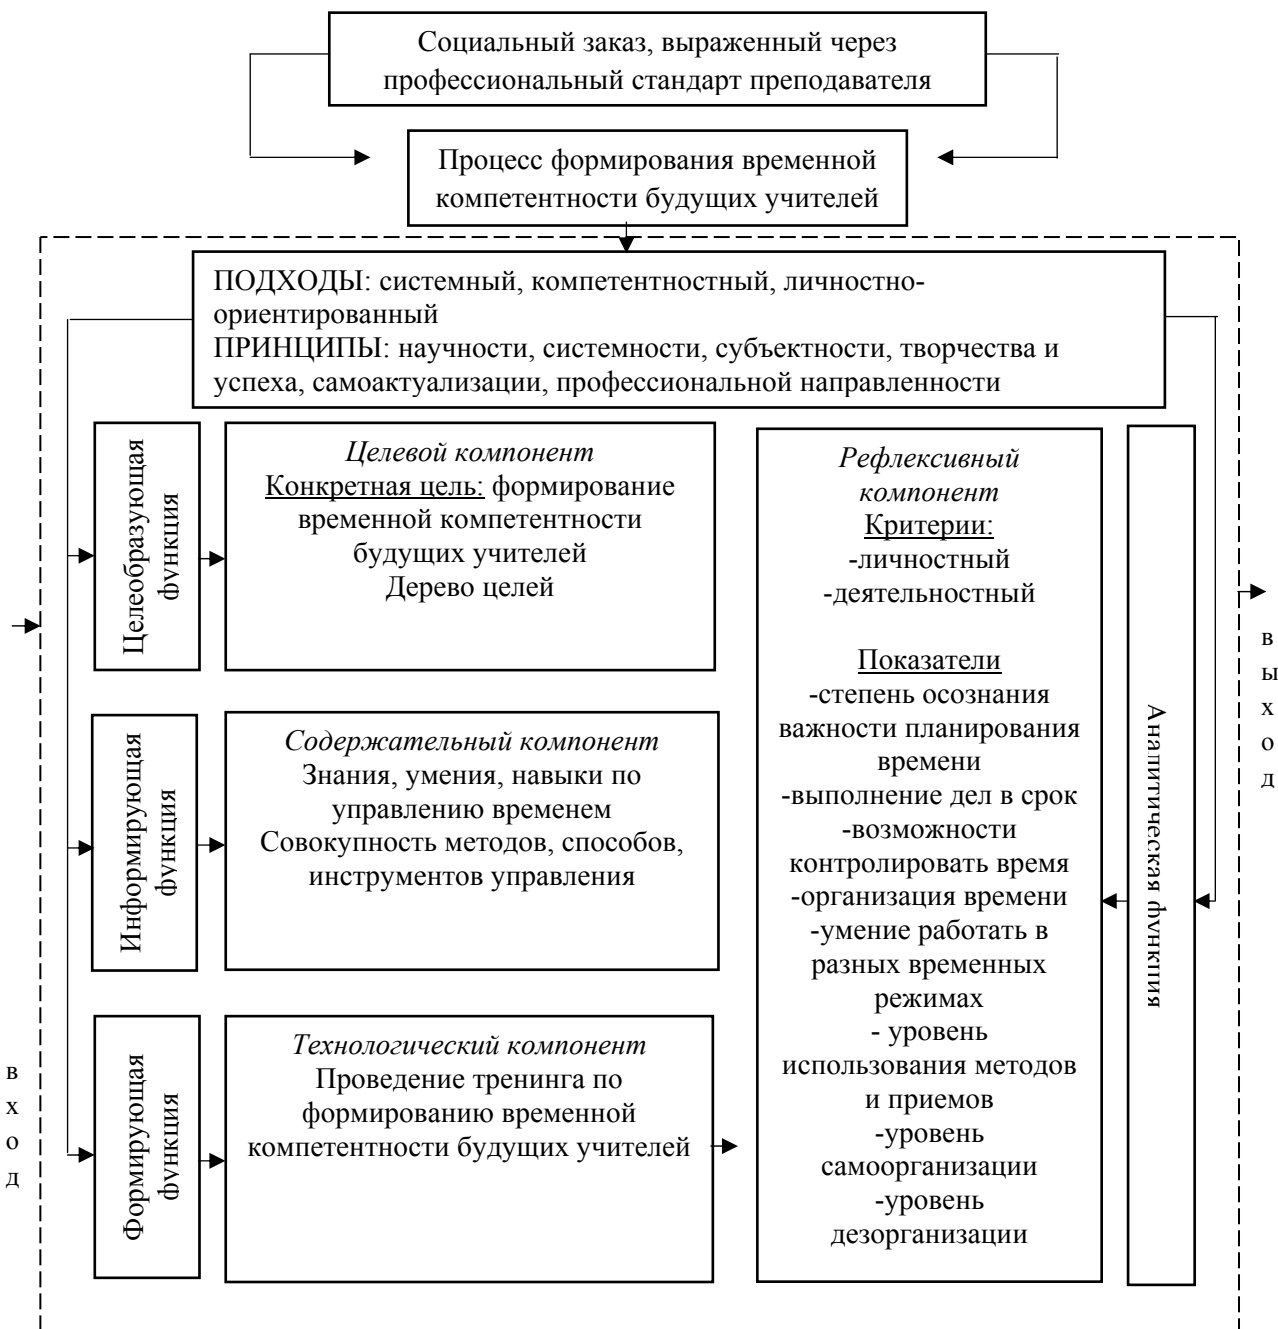 Социальный заказ, выраженный через
профессиональный стандарт преподавателя
Процесс формирования временной
компетентности будущих учителей
ПОДХОДЫ: системный, компетентностный, личностно-
ориентированный
ПРИНЦИПЫ: научности, системности, субъектности, творчества и
успеха, самоактуализации, профессиональной направленности
Целеобразующая
функция
Целевой компонент
Конкретная цель: формирование
временной компетентности
будущих учителей
Дерево целей
Информирующая
функция
Содержательный компонент
Знания, умения, навыки по
управлению временем
Совокупность методов, способов,
инструментов управления
Формирующая
функция
Технологический компонент
Проведение тренинга по
формированию временной
компетентности будущих учителей
Рефлексивный
компонент
Критерии:
-личностный
-деятельностный
Показатели
-степень осознания
важности планирования
времени
-выполнение дел в срок
-возможности
контролировать время
-организация времени
-умение работать в
разных временных
режимах
- уровень
использования методов
и приемов
-уровень
самоорганизации
-уровень
дезорганизации
Аналитическая функция
вход
выход